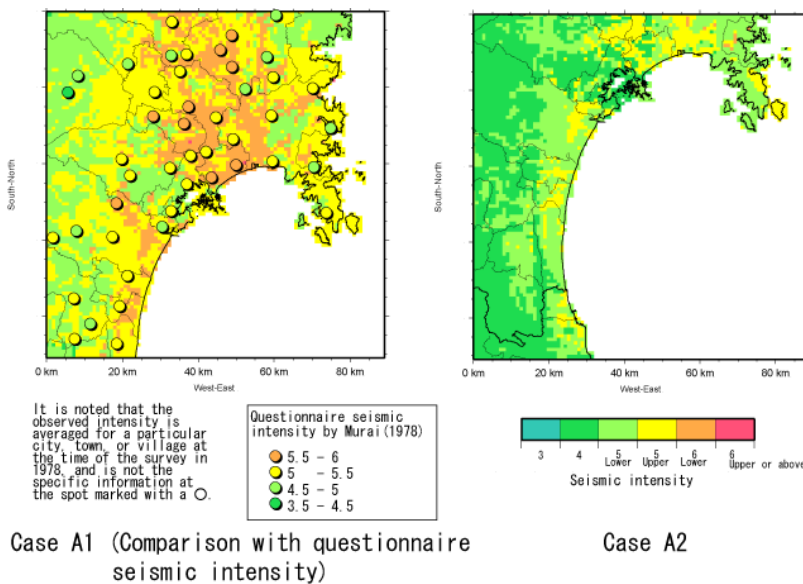 South-North
South-North
0 km 20 km 40 km 60 km 80 km
West-East
0 km 20 km 40 km 60 km 80 km
West-East
It is noted that the
observed intensity is
averaged for a particular
city, town, or village at
the time of the survey in
1978, and is not the
specific information at
the spot marked with a ○.
Questionnaire seismic
intensity by Murai(1978)
5.5 - 6
5 - 5.5
4.5 - 5
3.5 - 4.5
3 4 5 5 6 6
Lower Upper Lower Upper or above
Seismic intensity
Case A1 (Comparison with questionnaire
seismic intensity)
Case A2